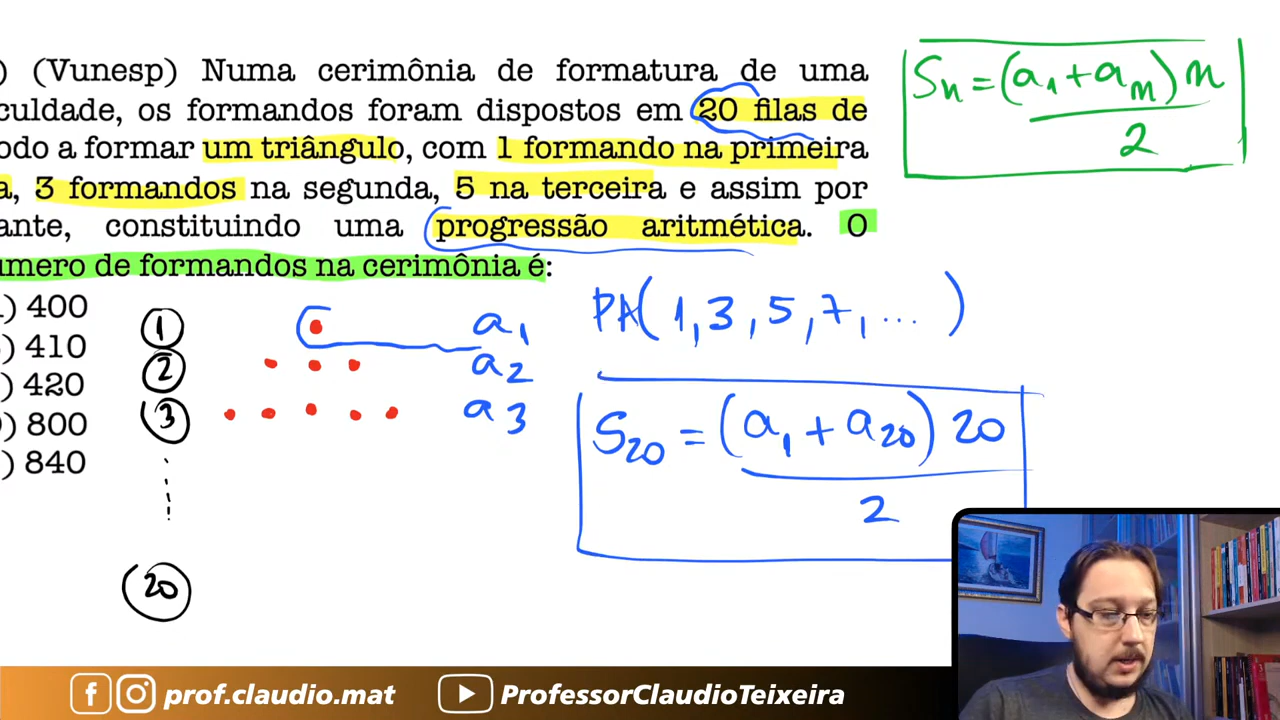 ) (Vunesp) Numa cerimônia de formatura de uma
culdade, os formandos foram dispostos em 20 filas de
odo a formar um triângulo, com 1 formando na primeira
a, 3 formandos na segunda, 5 na terceira e assim por
ante, constituindo uma progressão aritmética. O
úmero de formandos na cerimônia é:
) 400
) 410
) 420
) 800
) 840
Sn = (a1 + an) n
2
1
2
3
20
a1
a2
a3
PA( 1, 3, 5, 7, ... )
S20 = (a1 + a20) 20
2
prof.claudio.mat
ProfessorClaudioTeixeira